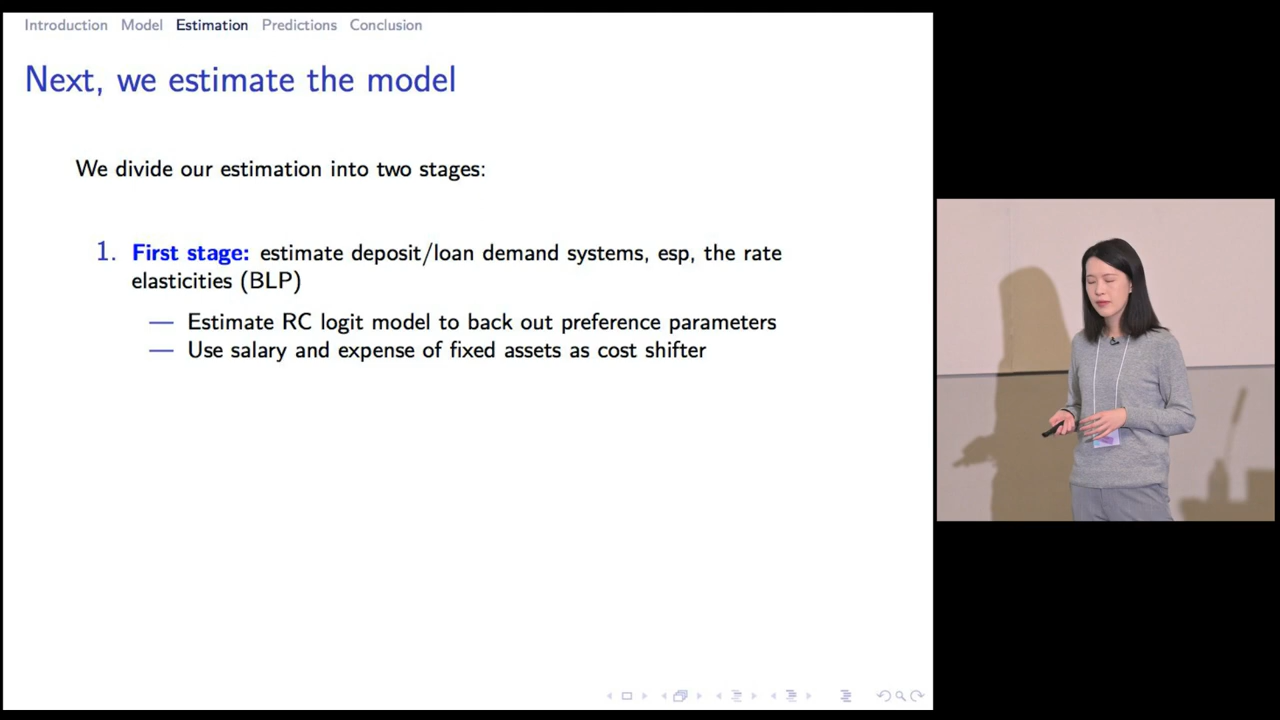 Introduction Model Estimation Predictions Conclusion
Next, we estimate the model
We divide our estimation into two stages:
1. First stage: estimate deposit/loan demand systems, esp, the rate
elasticities (BLP)
— Estimate RC logit model to back out preference parameters
— Use salary and expense of fixed assets as cost shifter